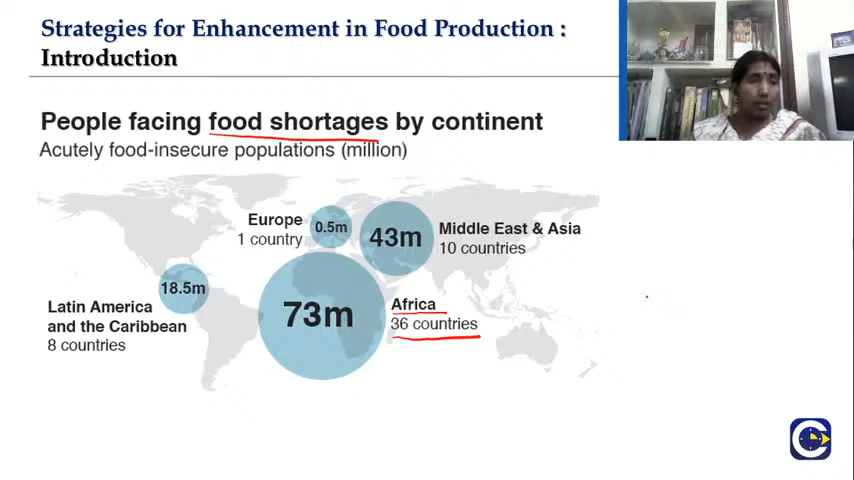 Strategies for Enhancement in Food Production :
Introduction
People facing food shortages by continent
Acutely food-insecure populations (million)
Europe
1 country
0.5m
43m
Middle East & Asia
10 countries
18.5m
Latin America
and the Caribbean
8 countries
73m
Africa
36 countries